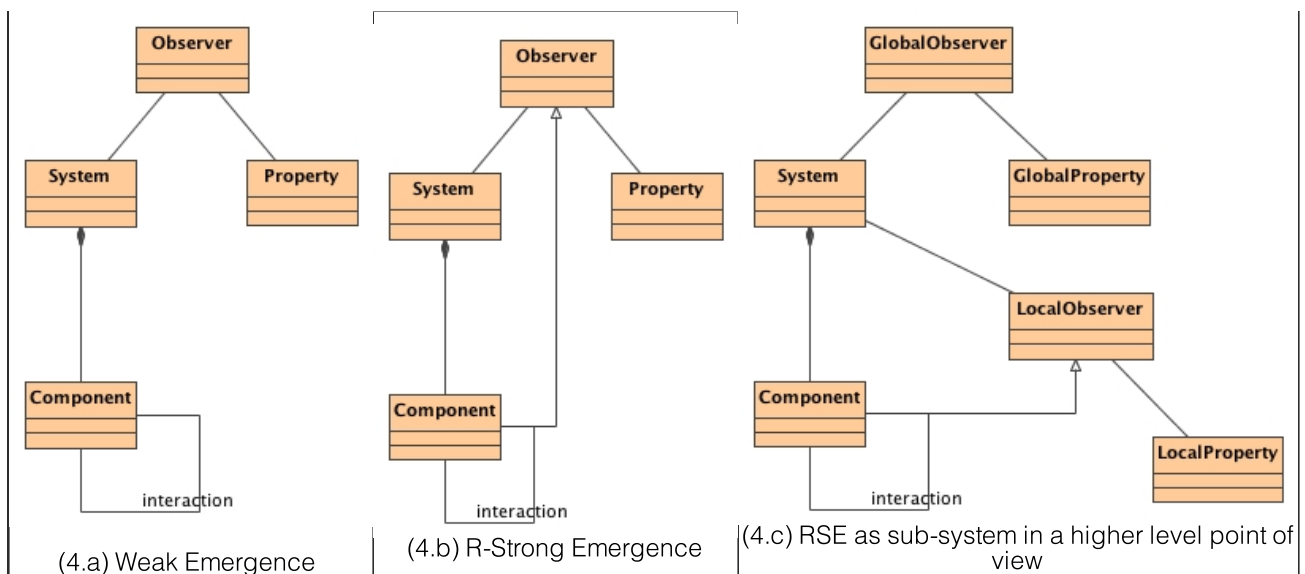 Observer
System
Property
Component
interaction
(4.a) Weak Emergence
Observer
System
Property
Component
interaction
(4.b) R-Strong Emergence
GlobalObserver
System
GlobalProperty
LocalObserver
Component
LocalProperty
interaction
(4.c) RSE as sub-system in a higher level point of
view